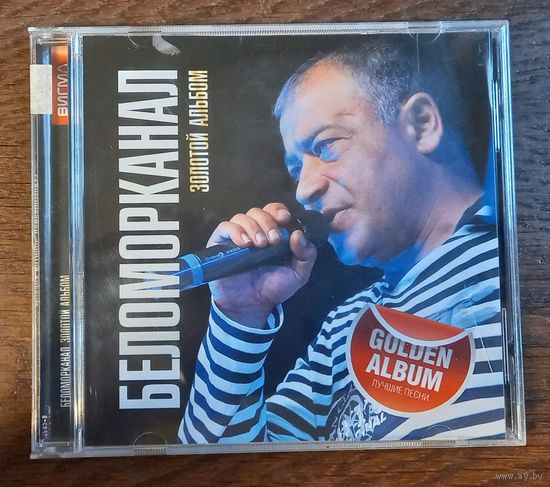 ВИГМА
БЕЛОМОРКАНАЛ ЗОЛОТОЙ АЛЬБОМ
БЕЛОМОРКАНАЛ
ЗОЛОТОЙ АЛЬБОМ
GOLDEN
ALBUM
ЛУЧШИЕ ПЕСНИ
www.ay.by